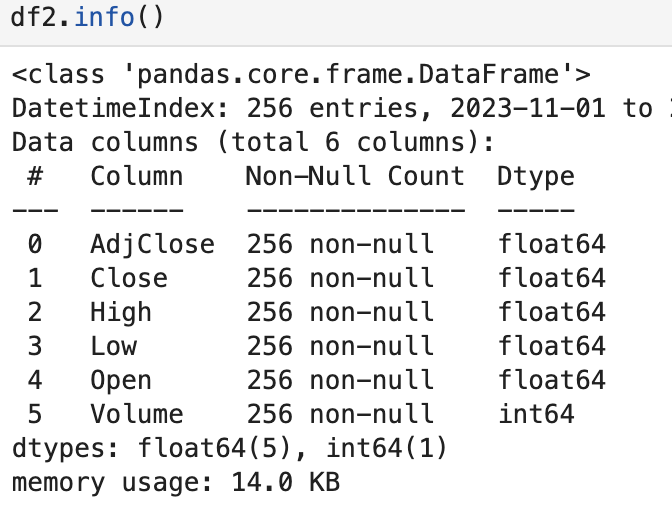 df2.info()
<class 'pandas.core.frame.DataFrame'>
DatetimeIndex: 256 entries, 2023-11-01 to
Data columns (total 6 columns):
 #   Column    Non-Null Count  Dtype
---  ------    --------------  -----
 0   AdjClose  256 non-null    float64
 1   Close     256 non-null    float64
 2   High      256 non-null    float64
 3   Low       256 non-null    float64
 4   Open      256 non-null    float64
 5   Volume    256 non-null    int64
dtypes: float64(5), int64(1)
memory usage: 14.0 KB